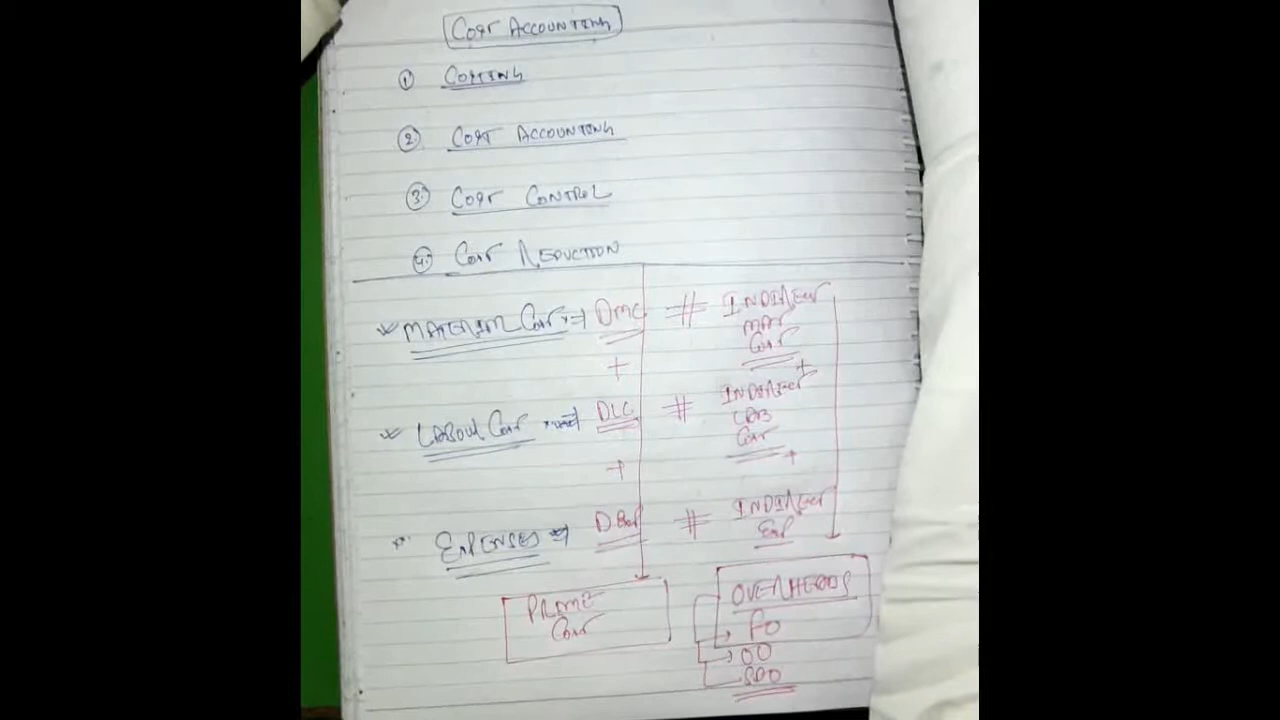 COST ACCOUNTING
1 COSTING
2. COST ACCOUNTING
3. COST CONTROL
4. COST REDUCTION
* MATERIAL COST => DMC # INDIRECT
MAT
COST
+ +
* LABOUR COST => DLC # INDIRECT
LAB
COST
+ +
* EXPENSES => D Exp # INDIRECT
Exp
PRIME
COST
OVERHEADS
FO
OO
SDO